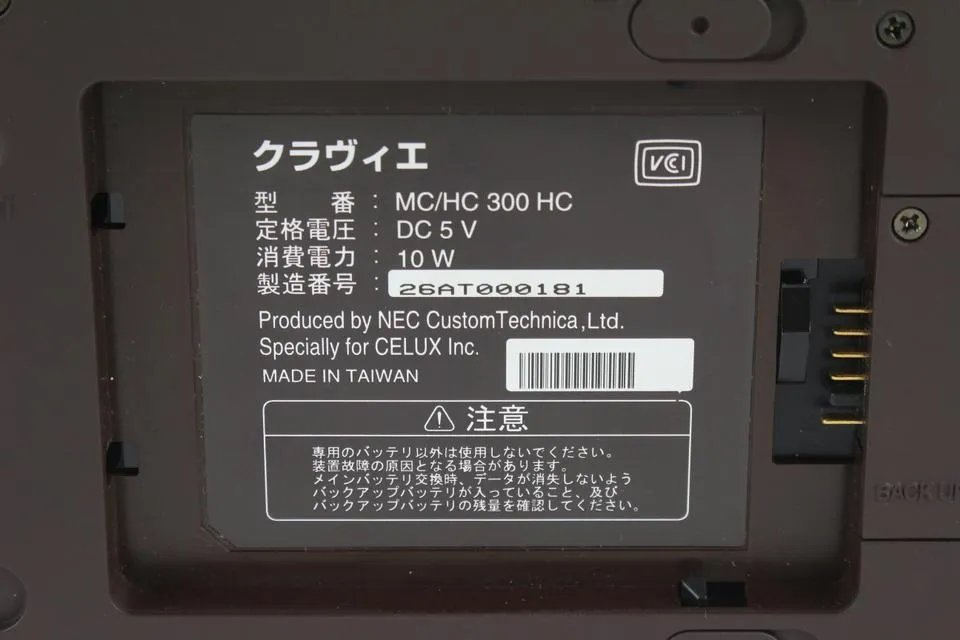 クラヴィエ
VCI
型 番 : MC/HC 300 HC
定格電圧 : DC 5 V
消費電力 : 10 W
製造番号 : 26AT000181
Produced by NEC CustomTechnica,Ltd.
Specially for CELUX Inc.
MADE IN TAIWAN
⚠ 注意
専用のバッテリ以外は使用しないでください。
装置故障の原因となる場合があります。
メインバッテリ交換時、データが消失しないよう
バックアップバッテリが入っていること、及び
バックアップバッテリの残量を確認してください。
BACK U